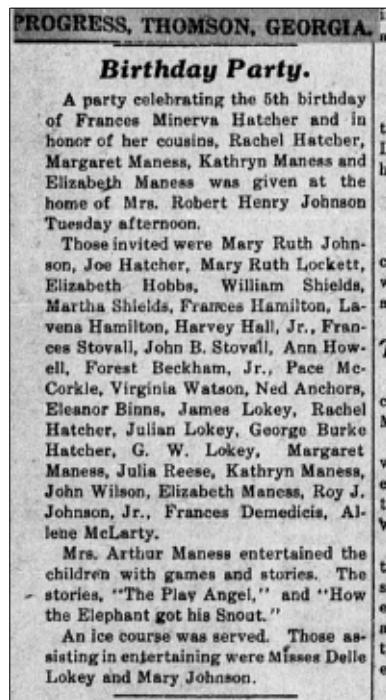 PROGRESS, THOMSON, GEORGIA.
Birthday Party.
A party celebrating the 5th birthday
of Frances Minerva Hatcher and in
honor of her cousins, Rachel Hatcher,
Margaret Maness, Kathryn Maness and
Elizabeth Maness was given at the
home of Mrs. Robert Henry Johnson
Tuesday afternoon.
Those invited were Mary Ruth John-
son, Joe Hatcher, Mary Ruth Lockett,
Elizabeth Hobbs, William Shields,
Martha Shields, Frances Hamilton, La-
vena Hamilton, Harvey Hall, Jr., Fran-
ces Stovall, John B. Stovall, Ann How-
ell, Forest Beckham, Jr., Pace Mc-
Corkle, Virginia Watson, Ned Anchors,
Eleanor Binns, James Lokey, Rachel
Hatcher, Julian Lokey, George Burke
Hatcher, G. W. Lokey, Margaret
Maness, Julia Reese, Kathryn Maness,
John Wilson, Elizabeth Maness, Roy J.
Johnson, Jr., Frances Demedicis, Al-
lene McLarty.
Mrs. Arthur Maness entertained the
children with games and stories. The
stories, "The Play Angel," and "How
the Elephant got his Snout."
An ice course was served. Those as-
sisting in entertaining were Misses Delle
Lokey and Mary Johnson.